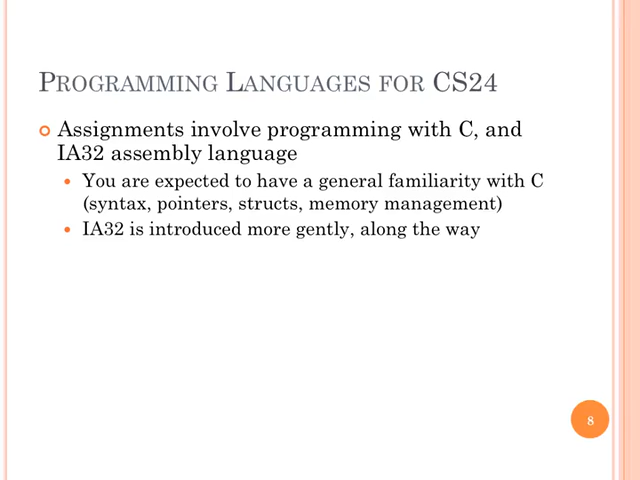 PROGRAMMING LANGUAGES FOR CS24
Assignments involve programming with C, and
IA32 assembly language
You are expected to have a general familiarity with C
(syntax, pointers, structs, memory management)
IA32 is introduced more gently, along the way
8